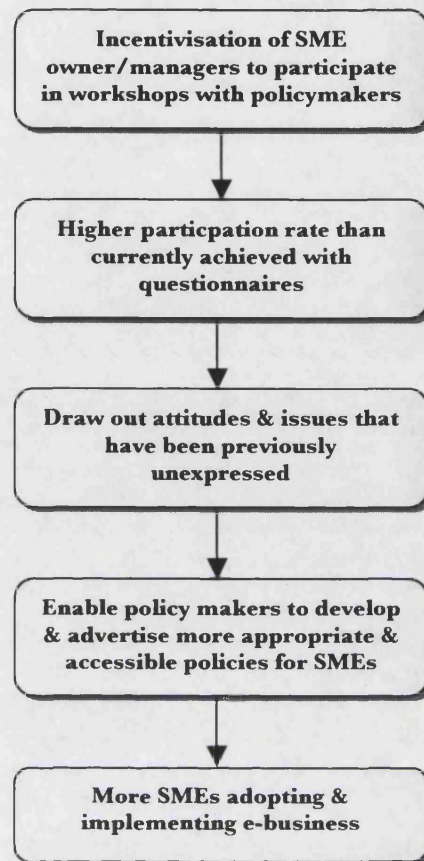 Incentivisation of SME
owner/managers to participate
in workshops with policymakers
Higher particpation rate than
currently achieved with
questionnaires
Draw out attitudes & issues that
have been previously
unexpressed
Enable policy makers to develop
& advertise more appropriate &
accessible policies for SMEs
More SMEs adopting &
implementing e-business